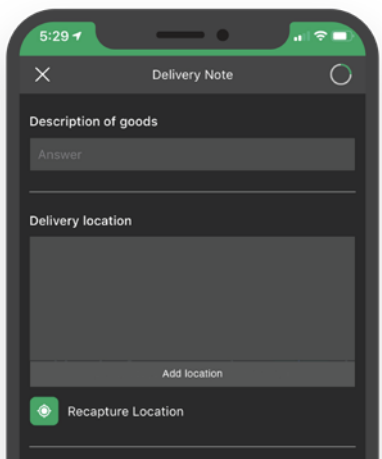 5:29
Delivery Note
Description of goods
Answer
Delivery location
Add location
Recapture Location